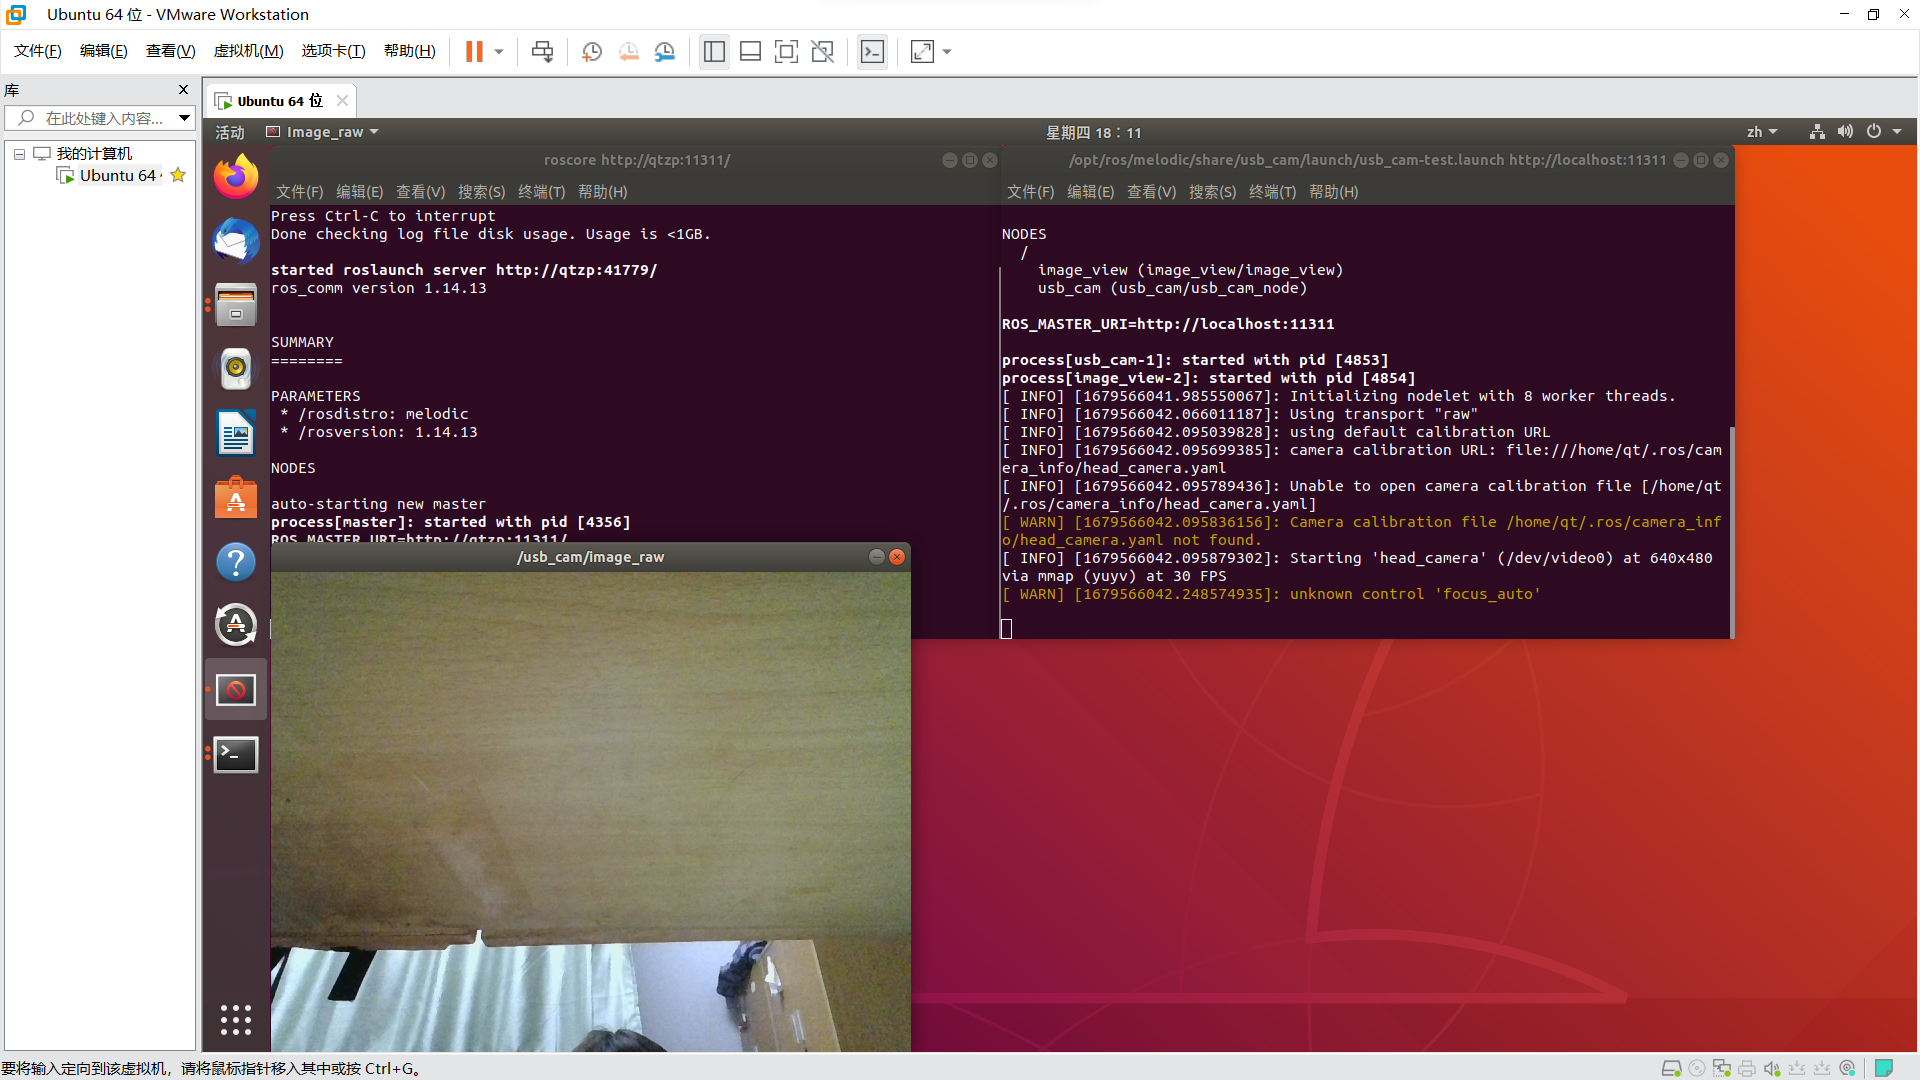 Ubuntu 64 位 - VMware Workstation
文件(F) 编辑(E) 查看(V) 虚拟机(M) 选项卡(T) 帮助(H)
库
在此处键入内容...
我的计算机
Ubuntu 64
Ubuntu 64 位
活动 Image_raw 星期四 18∶11 zh
roscore http://qtzp:11311/
文件(F) 编辑(E) 查看(V) 搜索(S) 终端(T) 帮助(H)
Press Ctrl-C to interrupt
Done checking log file disk usage. Usage is <1GB.
started roslaunch server http://qtzp:41779/
ros_comm version 1.14.13
SUMMARY
========
PARAMETERS
* /rosdistro: melodic
* /rosversion: 1.14.13
NODES
auto-starting new master
process[master]: started with pid [4356]
ROS_MASTER_URI=http://qtzp:11311/
/opt/ros/melodic/share/usb_cam/launch/usb_cam-test.launch http://localhost:11311
文件(F) 编辑(E) 查看(V) 搜索(S) 终端(T) 帮助(H)
NODES
/
image_view (image_view/image_view)
usb_cam (usb_cam/usb_cam_node)
ROS_MASTER_URI=http://localhost:11311
process[usb_cam-1]: started with pid [4853]
process[image_view-2]: started with pid [4854]
[ INFO] [1679566041.985550067]: Initializing nodelet with 8 worker threads.
[ INFO] [1679566042.066011187]: Using transport "raw"
[ INFO] [1679566042.095039828]: using default calibration URL
[ INFO] [1679566042.095699385]: camera calibration URL: file:///home/qt/.ros/cam
era_info/head_camera.yaml
[ INFO] [1679566042.095789436]: Unable to open camera calibration file [/home/qt
/.ros/camera_info/head_camera.yaml]
[ WARN] [1679566042.095836156]: Camera calibration file /home/qt/.ros/camera_inf
o/head_camera.yaml not found.
[ INFO] [1679566042.095879302]: Starting 'head_camera' (/dev/video0) at 640x480
via mmap (yuyv) at 30 FPS
[ WARN] [1679566042.248574935]: unknown control 'focus_auto'
/usb_cam/image_raw
要将输入定向到该虚拟机，请将鼠标指针移入其中或按 Ctrl+G。